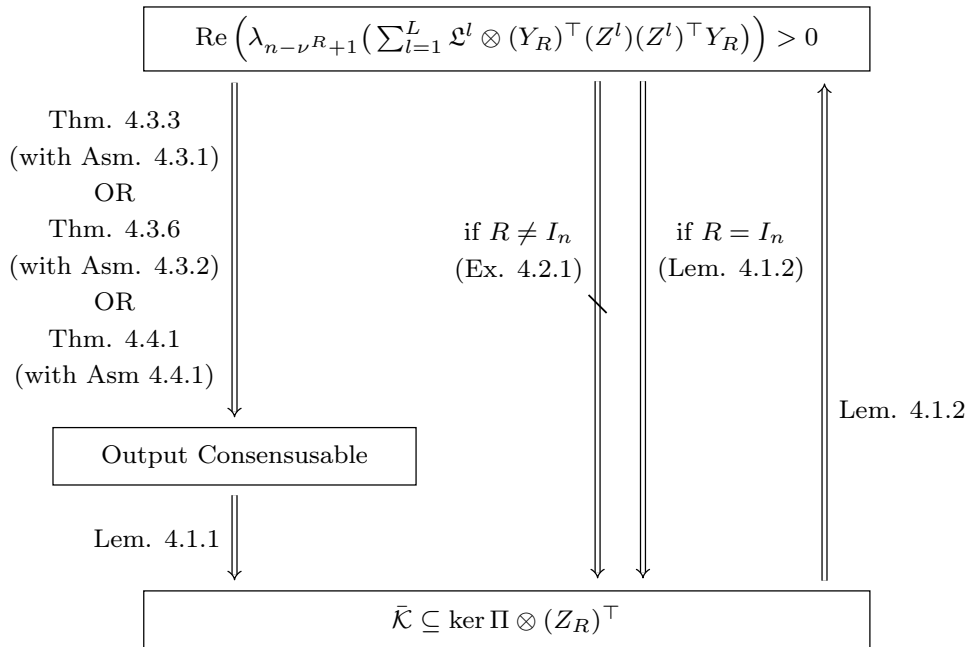 Re(λ_{n−ν^R+1}(∑_{l=1}^{L} 𝔏^l ⊗ (Y_R)^⊤(Z^l)(Z^l)^⊤Y_R)) > 0
Thm. 4.3.3
(with Asm. 4.3.1)
OR
Thm. 4.3.6
(with Asm. 4.3.2)
OR
Thm. 4.4.1
(with Asm 4.4.1)
if R ≠ I_n
(Ex. 4.2.1)
if R = I_n
(Lem. 4.1.2)
Lem. 4.1.2
Output Consensusable
Lem. 4.1.1
𝒦̄ ⊆ ker Π ⊗ (Z_R)^⊤